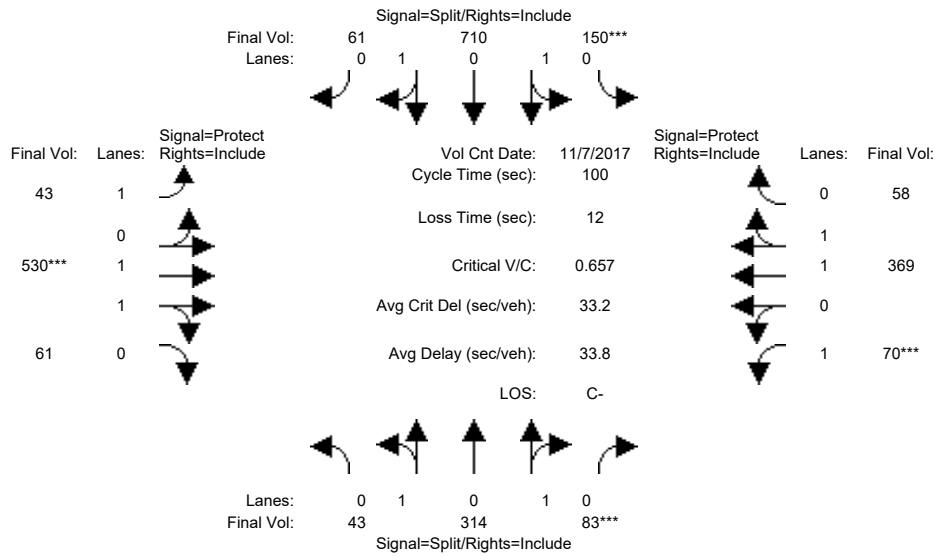 Signal=Split/Rights=Include
Final Vol: 61 710 150***
Lanes: 0 1 0 1 0
Signal=Protect Signal=Protect
Final Vol: Lanes: Rights=Include Vol Cnt Date: 11/7/2017 Rights=Include Lanes: Final Vol:
Cycle Time (sec): 100
43 1 0 58
Loss Time (sec): 12
0 1
530*** 1 Critical V/C: 0.657 1 369
1 Avg Crit Del (sec/veh): 33.2 0
61 0 Avg Delay (sec/veh): 33.8 1 70***
LOS: C-
Lanes: 0 1 0 1 0
Final Vol: 43 314 83***
Signal=Split/Rights=Include